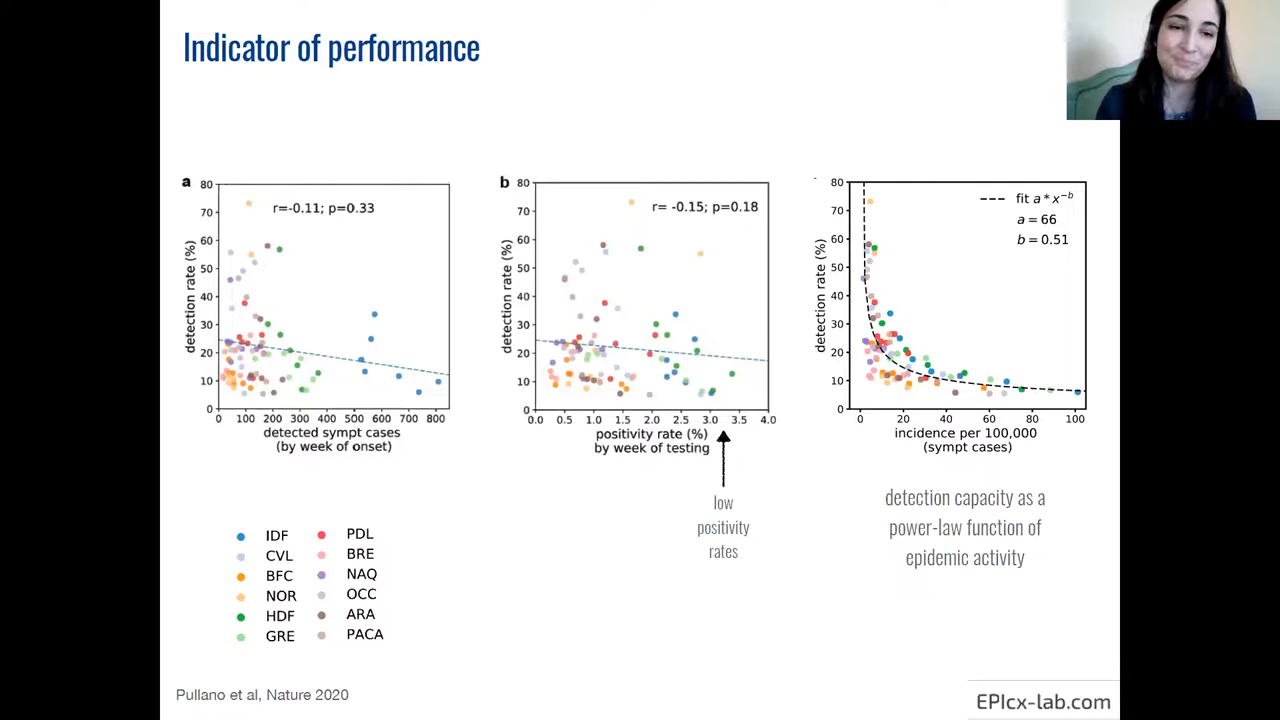 Indicator of performance
a
80
70
60
50
40
30
20
10
0
detection rate (%)
r=-0.11; p=0.33
0 100 200 300 400 500 600 700 800
detected sympt cases
(by week of onset)
b
80
70
60
50
40
30
20
10
0
detection rate (%)
r= -0.15; p=0.18
0.0 0.5 1.0 1.5 2.0 2.5 3.0 3.5 4.0
positivity rate (%)
by week of testing
low
positivity
rates
80
70
60
50
40
30
20
10
0
detection rate (%)
fit a*x⁻ᵇ
a = 66
b = 0.51
0 20 40 60 80 100
incidence per 100,000
(sympt cases)
detection capacity as a
power-law function of
epidemic activity
IDF PDL
CVL BRE
BFC NAQ
NOR OCC
HDF ARA
GRE PACA
Pullano et al, Nature 2020
EPIcx-lab.com